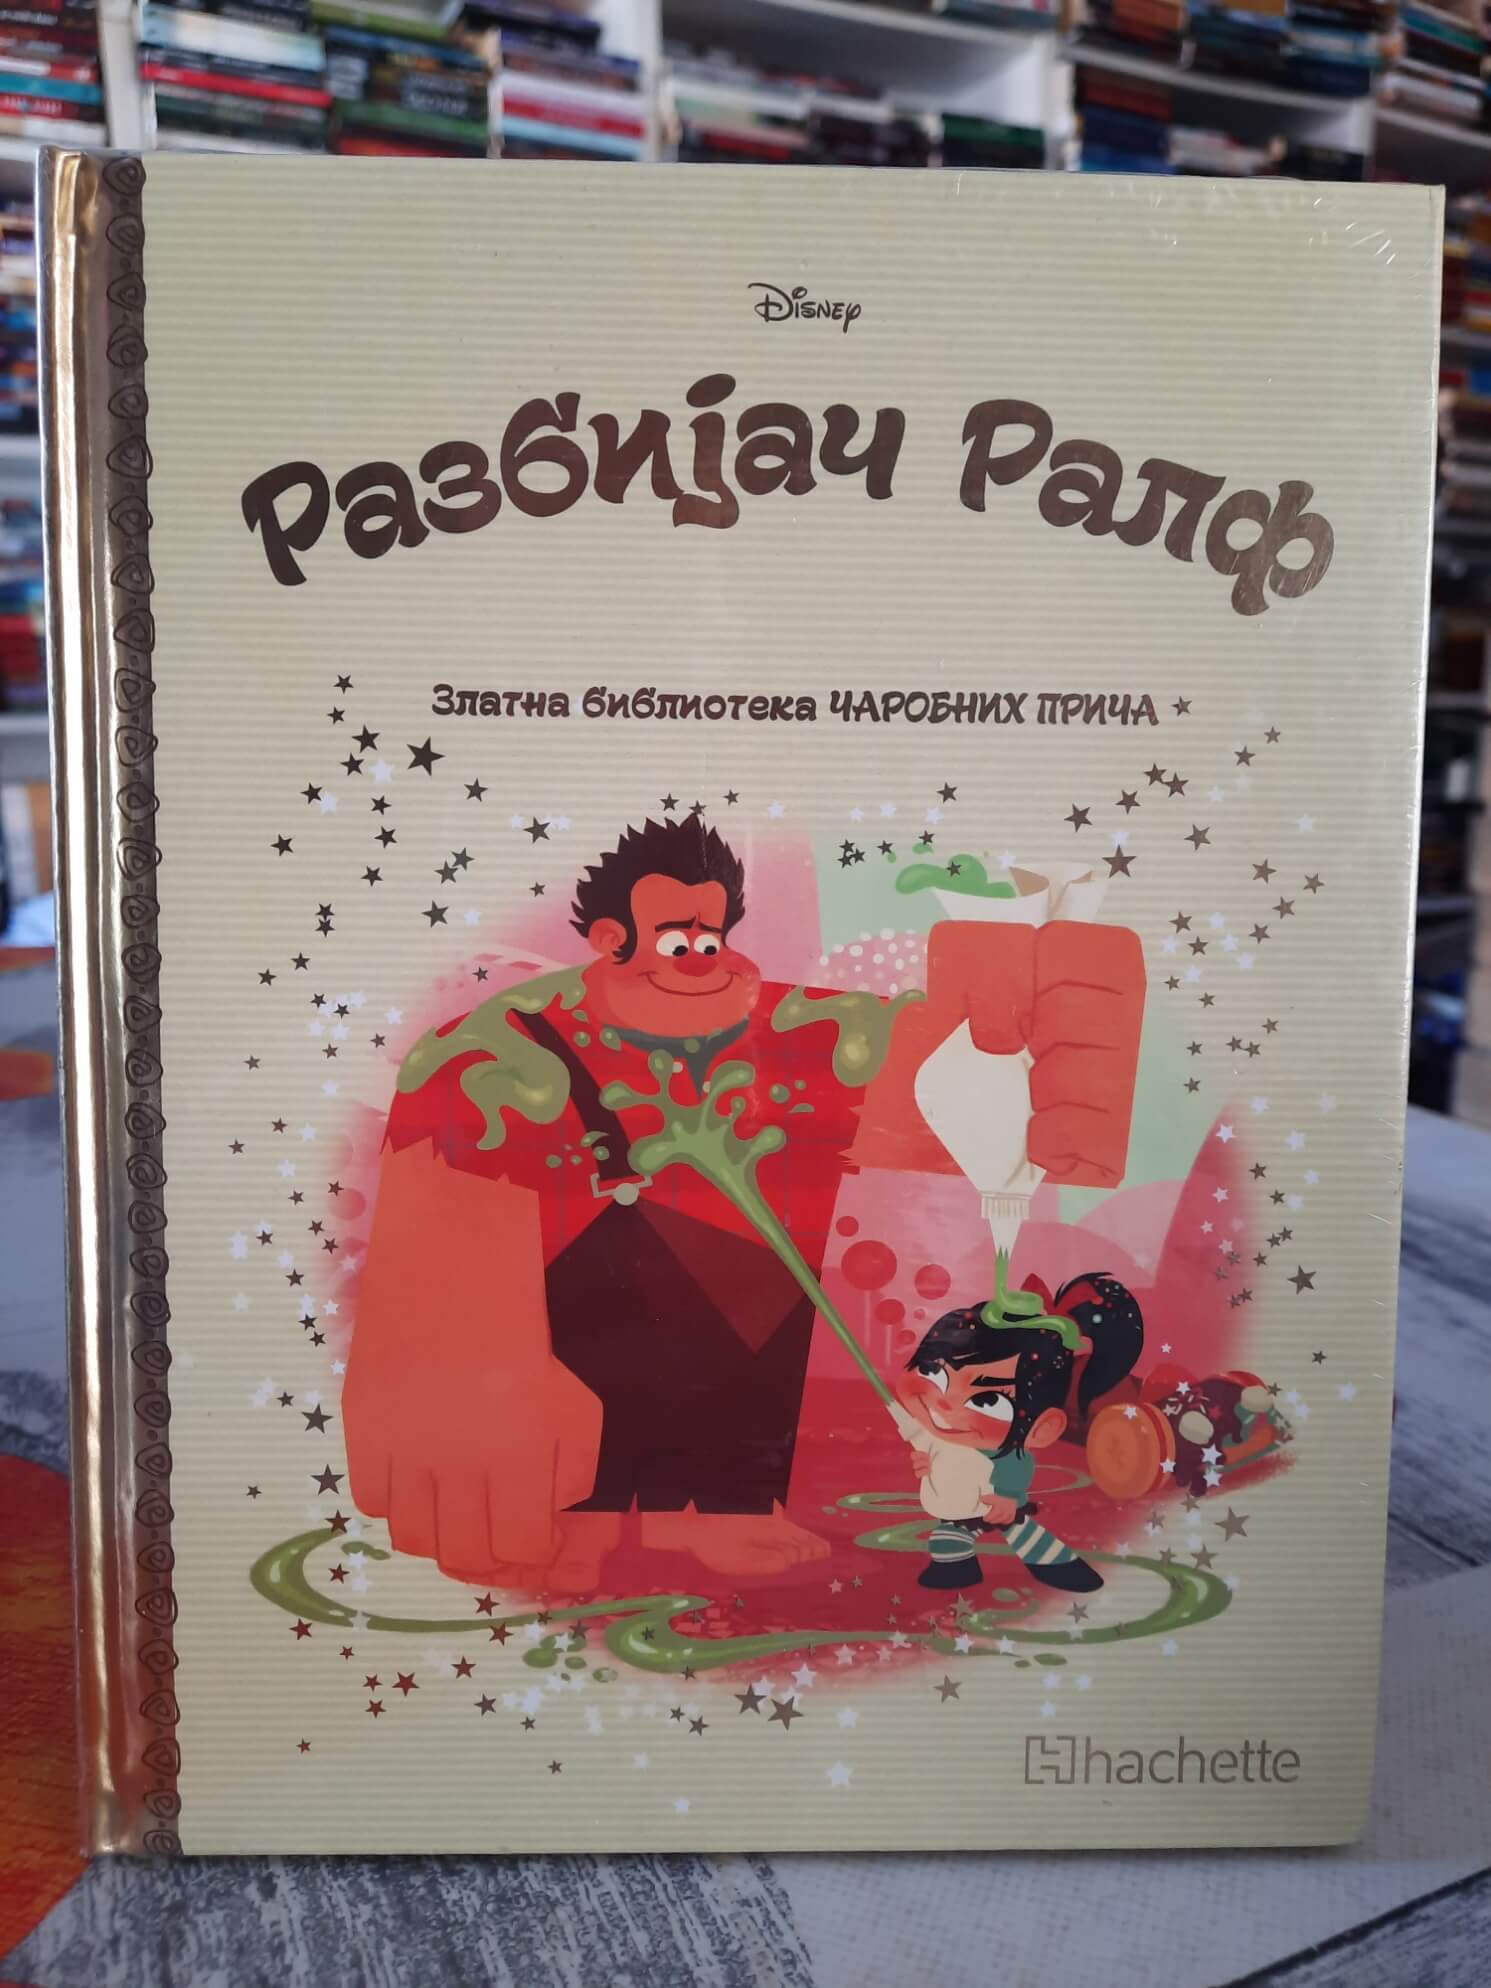 Disney
Разбијач Ралф
Златна библиотека ЧАРОБНИХ ПРИЧА
hachette